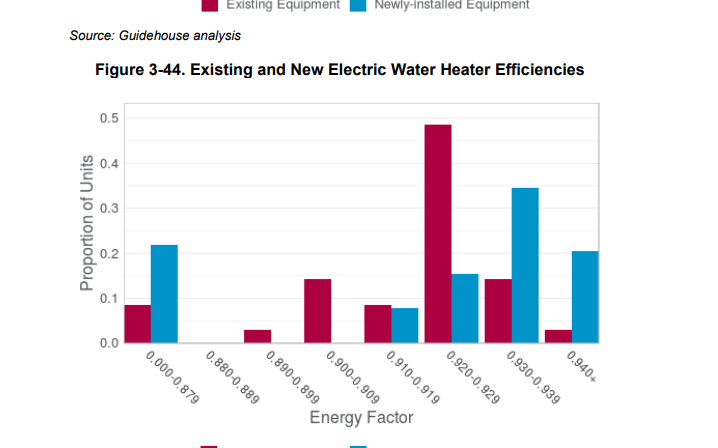 Existing Equipment Newly-installed Equipment
Source: Guidehouse analysis
Figure 3-44. Existing and New Electric Water Heater Efficiencies
Proportion of Units
0.5
0.4
0.3
0.2
0.1
0.0
0.000-0.879
0.880-0.889
0.890-0.899
0.900-0.909
0.910-0.919
0.920-0.929
0.930-0.939
0.940+
Energy Factor